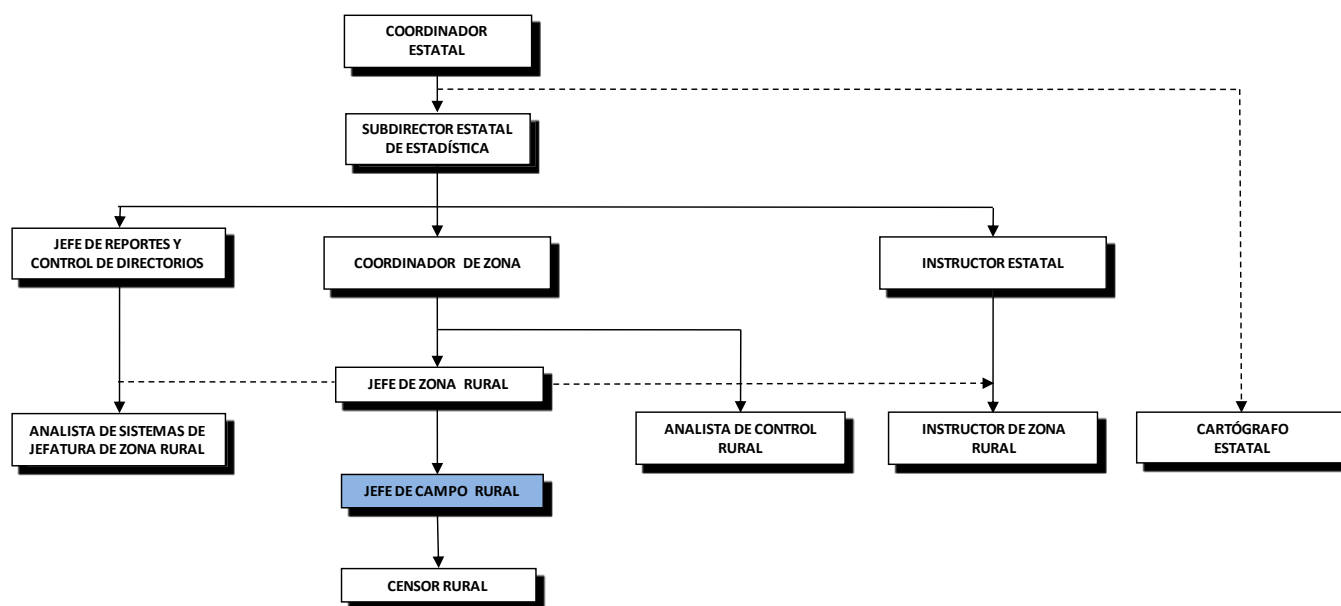 COORDINADOR
ESTATAL
SUBDIRECTOR ESTATAL
DE ESTADÍSTICA
JEFE DE REPORTES Y
CONTROL DE DIRECTORIOS
COORDINADOR DE ZONA
INSTRUCTOR ESTATAL
JEFE DE ZONA RURAL
ANALISTA DE SISTEMAS DE
JEFATURA DE ZONA RURAL
ANALISTA DE CONTROL
RURAL
INSTRUCTOR DE ZONA
RURAL
CARTÓGRAFO
ESTATAL
JEFE DE CAMPO RURAL
CENSOR RURAL